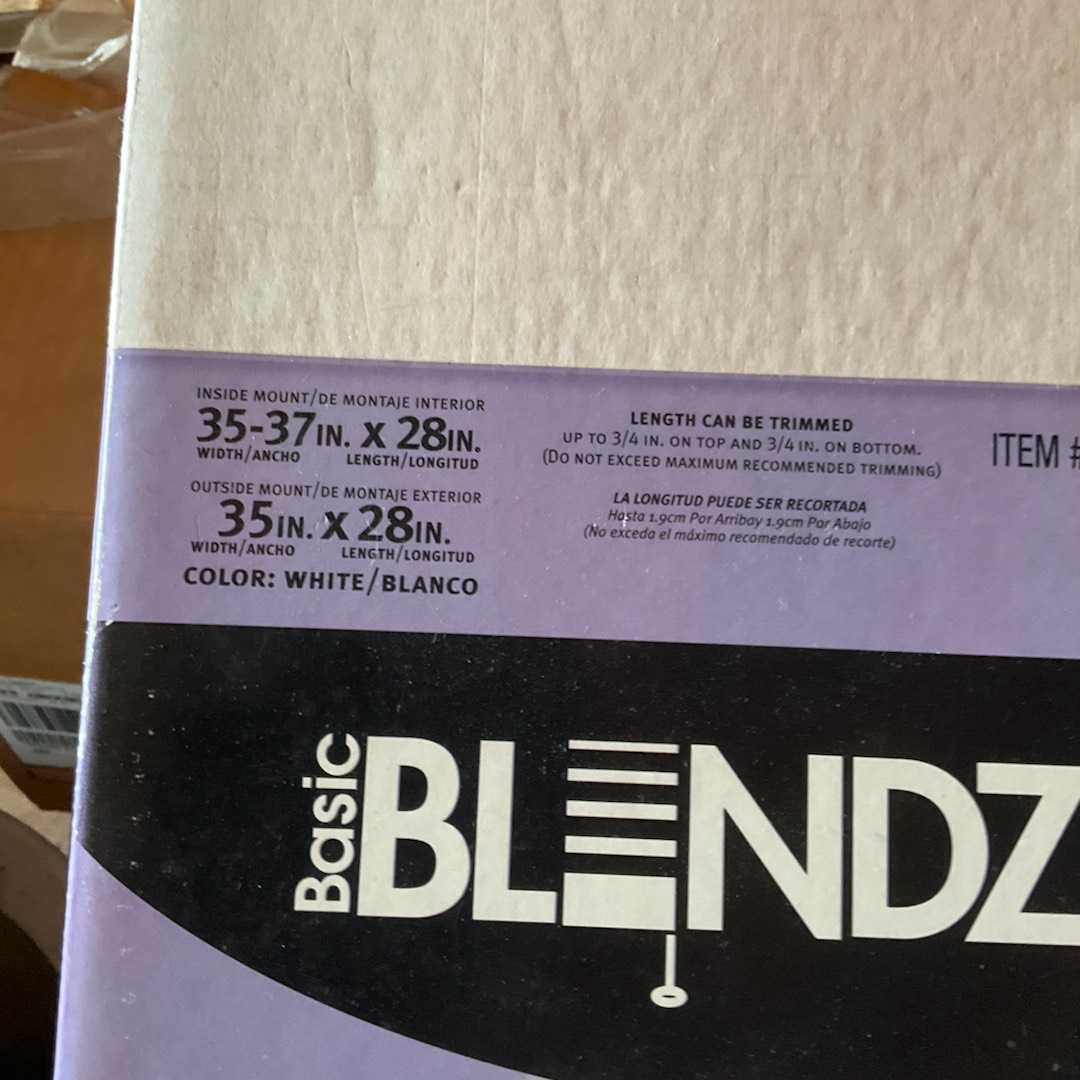 INSIDE MOUNT/DE MONTAJE INTERIOR
35-37IN. X 28IN.
WIDTH/ANCHO LENGTH/LONGITUD
OUTSIDE MOUNT/DE MONTAJE EXTERIOR
35IN. X 28IN.
WIDTH/ANCHO LENGTH/LONGITUD
COLOR: WHITE/BLANCO
LENGTH CAN BE TRIMMED
UP TO 3/4 IN. ON TOP AND 3/4 IN. ON BOTTOM.
(DO NOT EXCEED MAXIMUM RECOMMENDED TRIMMING)
LA LONGITUD PUEDE SER RECORTADA
Hasta 1.9cm Por Arribay 1.9cm Por Abajo
(No exceda el máximo recomendado de recorte)
ITEM #
Basic BLENDZ